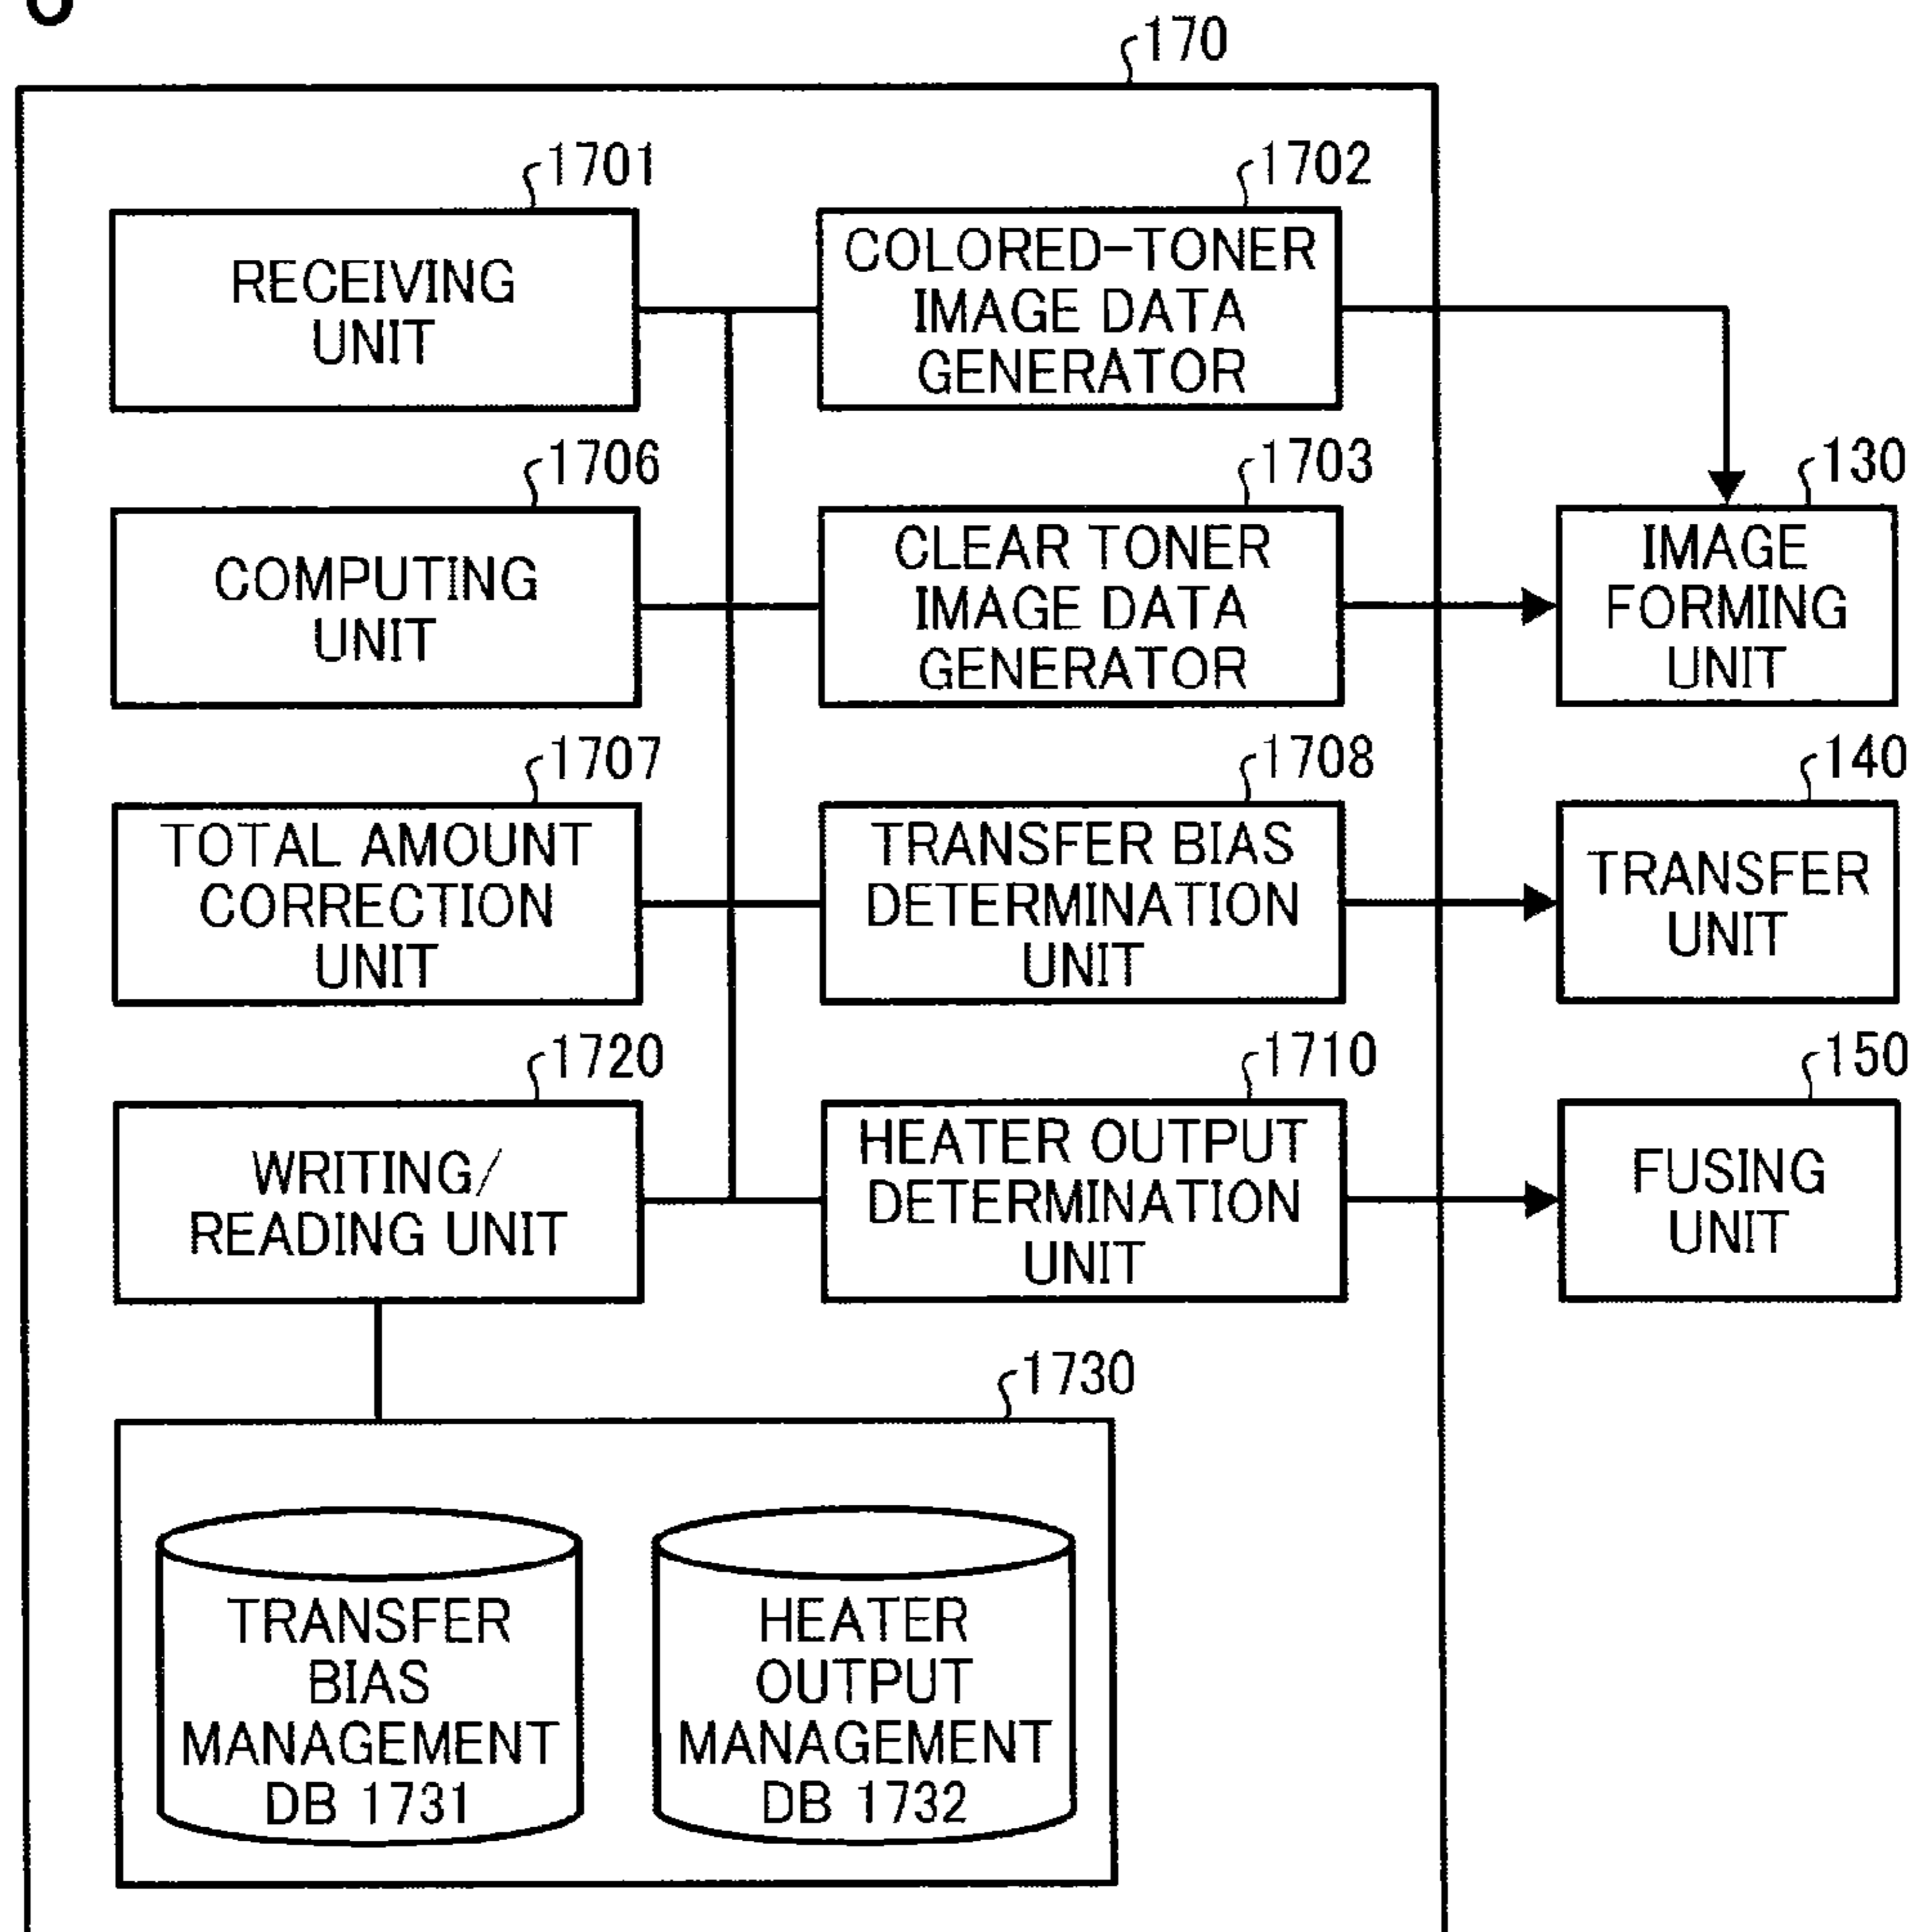 170
1701
RECEIVING
UNIT
1702
COLORED-TONER
IMAGE DATA
GENERATOR
1706
COMPUTING
UNIT
1703
CLEAR TONER
IMAGE DATA
GENERATOR
130
IMAGE
FORMING
UNIT
1707
TOTAL AMOUNT
CORRECTION
UNIT
1708
TRANSFER BIAS
DETERMINATION
UNIT
140
TRANSFER
UNIT
1720
WRITING/
READING UNIT
1710
HEATER OUTPUT
DETERMINATION
UNIT
150
FUSING
UNIT
1730
TRANSFER
BIAS
MANAGEMENT
DB 1731
HEATER
OUTPUT
MANAGEMENT
DB 1732